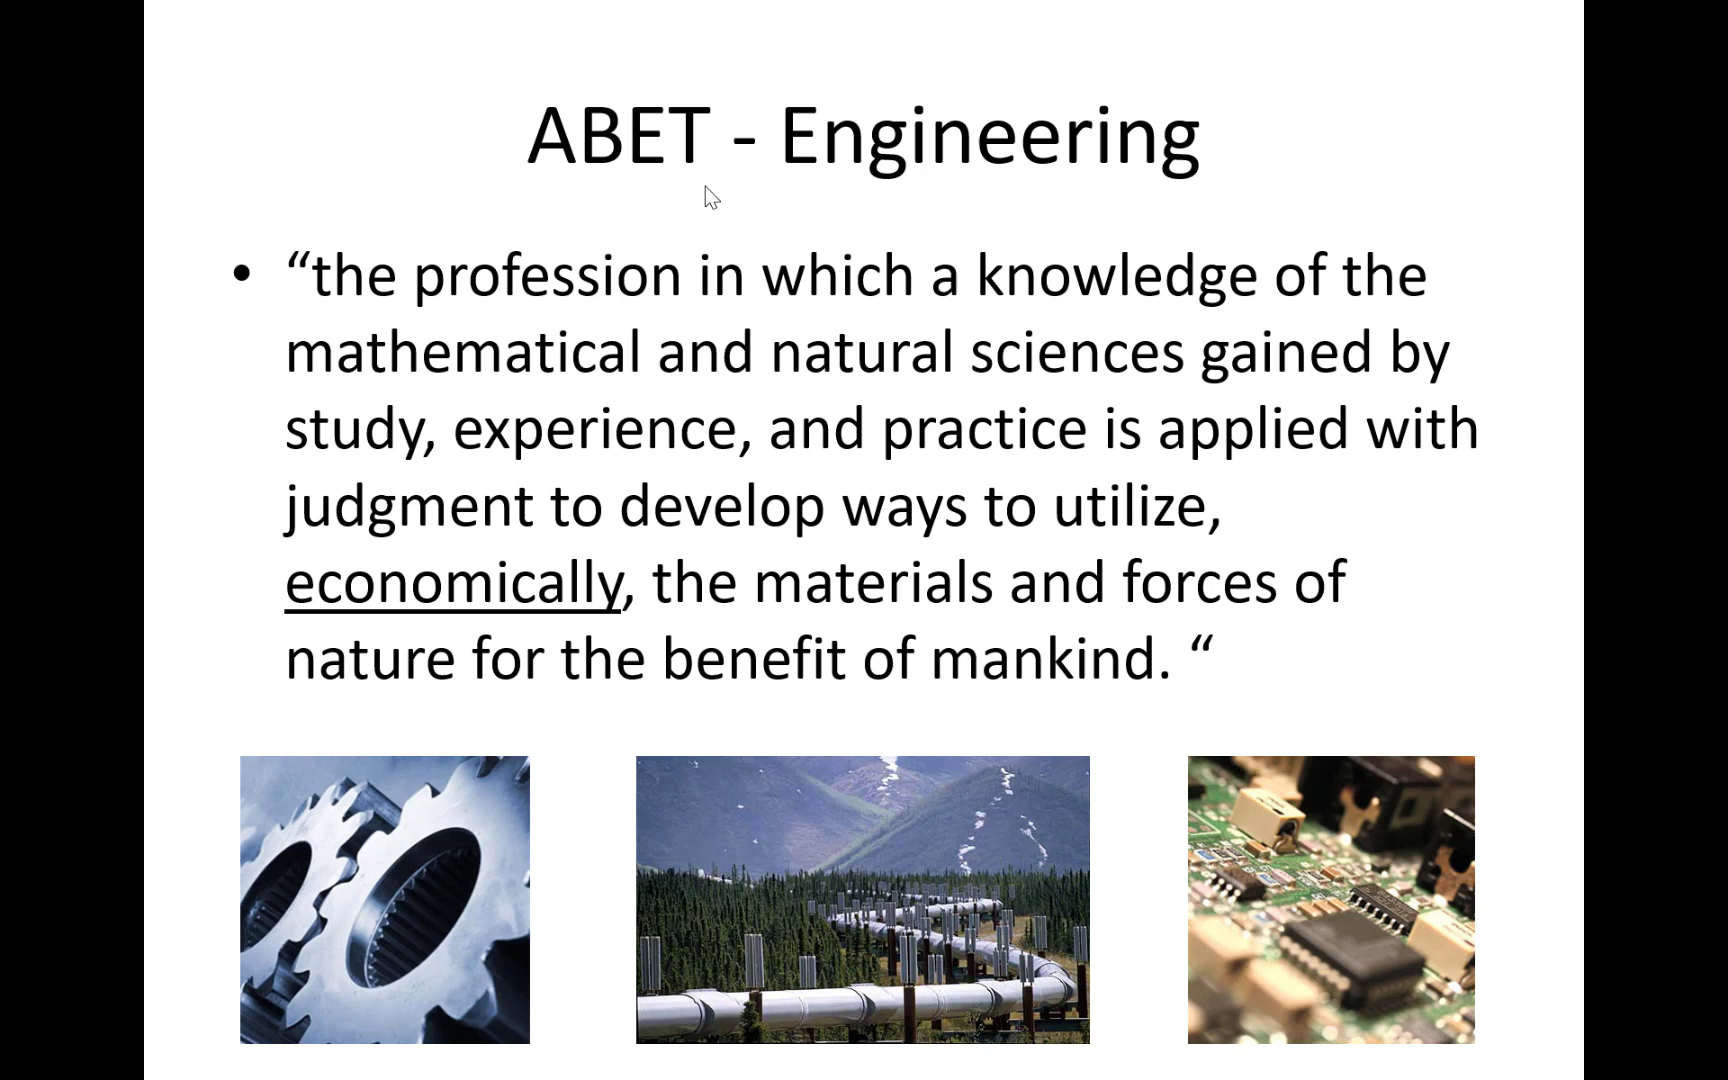 ABET - Engineering
• “the profession in which a knowledge of the
mathematical and natural sciences gained by
study, experience, and practice is applied with
judgment to develop ways to utilize,
economically, the materials and forces of
nature for the benefit of mankind. “